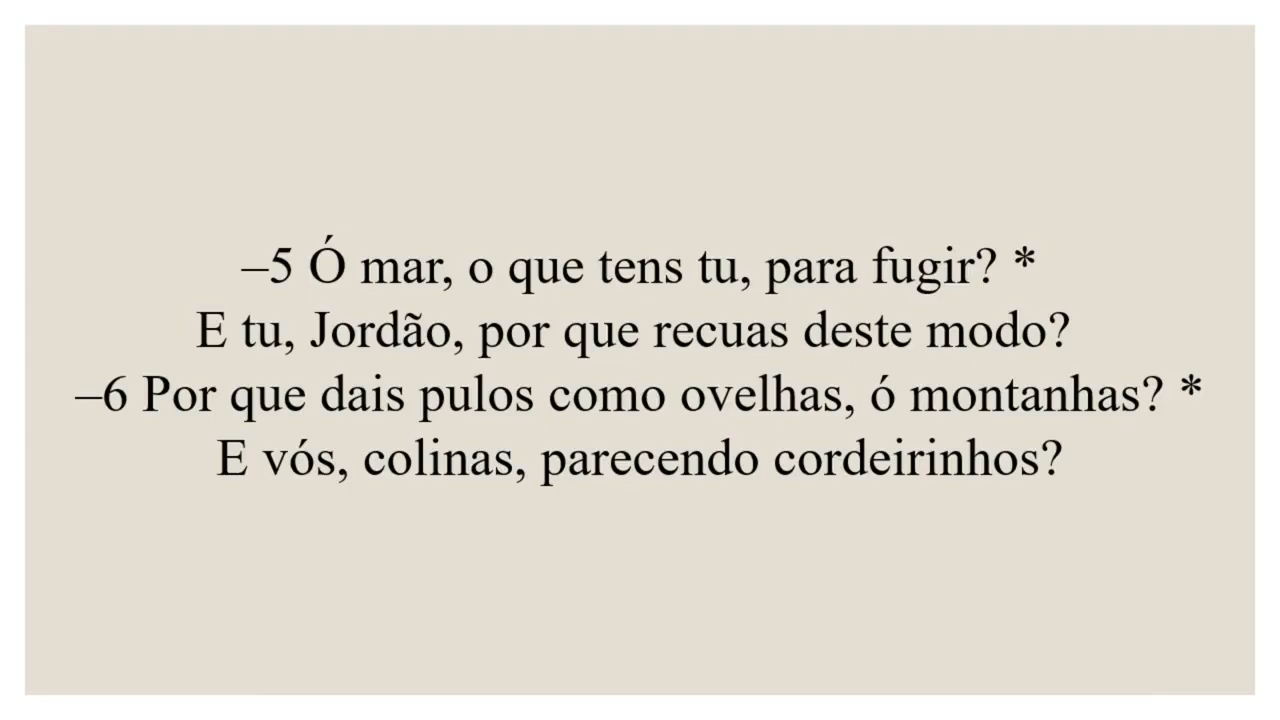 –5 Ó mar, o que tens tu, para fugir? *
E tu, Jordão, por que recuas deste modo?
–6 Por que dais pulos como ovelhas, ó montanhas? *
E vós, colinas, parecendo cordeirinhos?